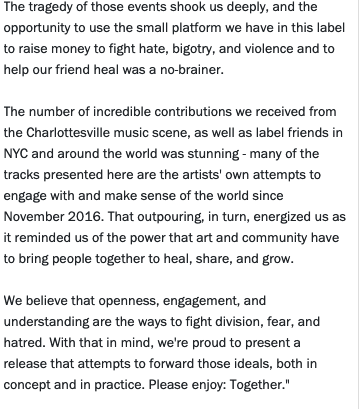 The tragedy of those events shook us deeply, and the
opportunity to use the small platform we have in this label
to raise money to fight hate, bigotry, and violence and to
help our friend heal was a no-brainer.
The number of incredible contributions we received from
the Charlottesville music scene, as well as label friends in
NYC and around the world was stunning - many of the
tracks presented here are the artists' own attempts to
engage with and make sense of the world since
November 2016. That outpouring, in turn, energized us as
it reminded us of the power that art and community have
to bring people together to heal, share, and grow.
We believe that openness, engagement, and
understanding are the ways to fight division, fear, and
hatred. With that in mind, we're proud to present a
release that attempts to forward those ideals, both in
concept and in practice. Please enjoy: Together."